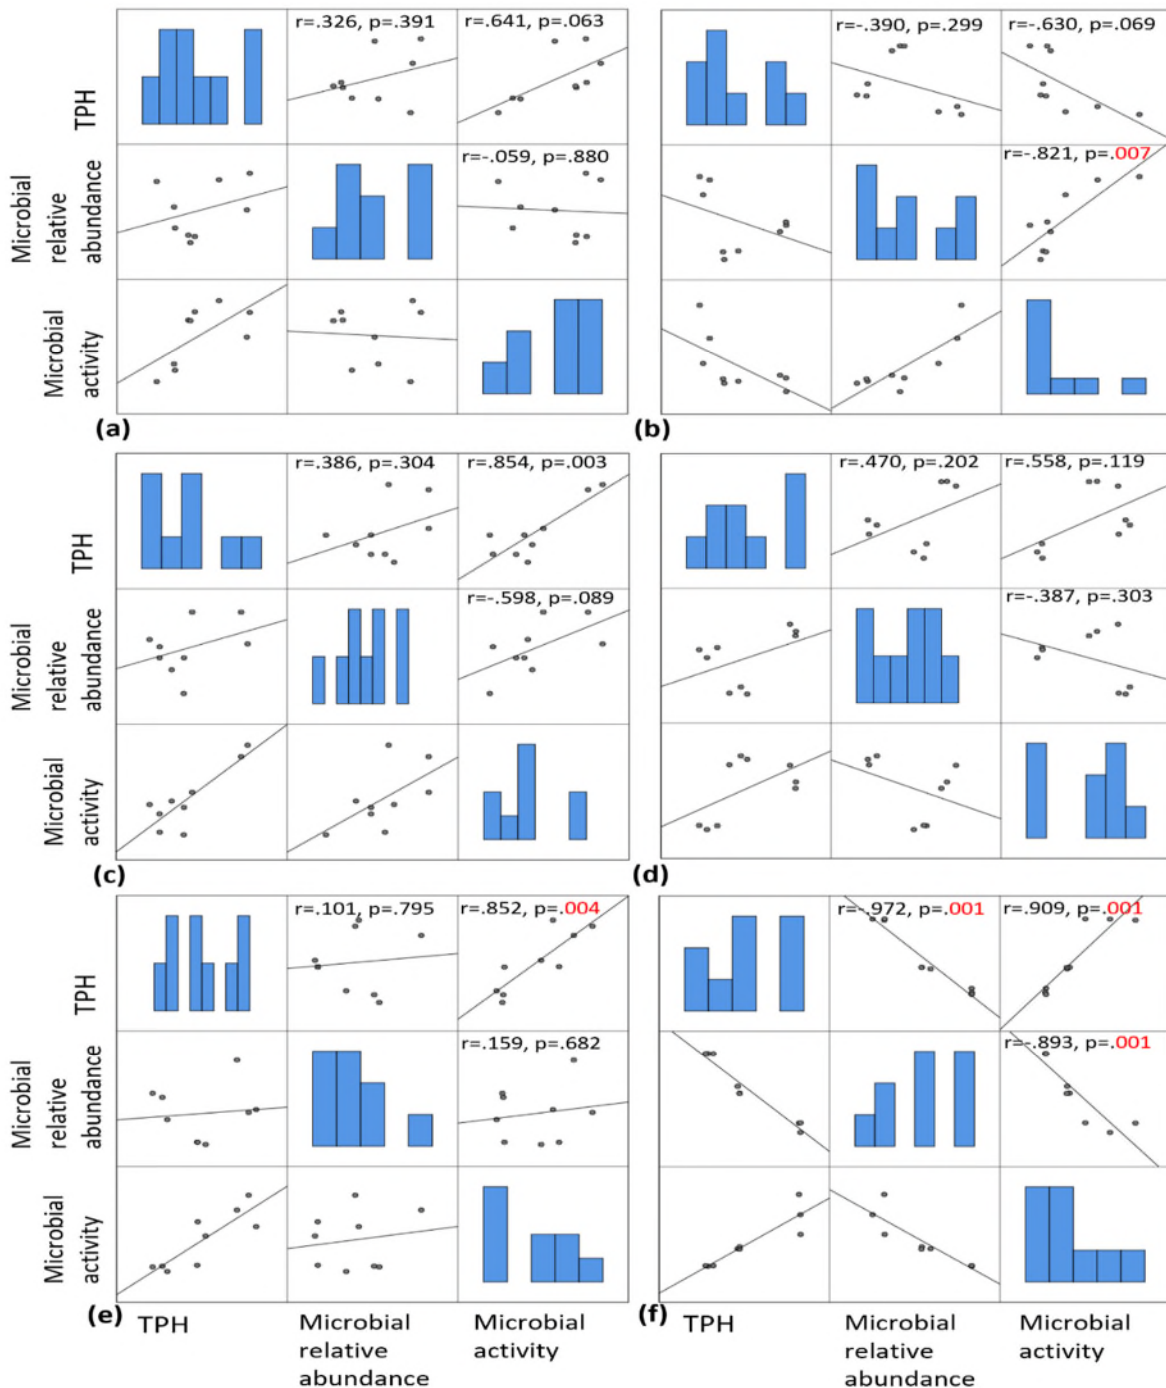 r=.326, p=.391 r=.641, p=.063 r=-.390, p=.299 r=-.630, p=.069
TPH
r=-.059, p=.880 r=-.821, p=.007
Microbial
relative
abundance
Microbial
activity
(a) (b)
r=.386, p=.304 r=.854, p=.003 r=.470, p=.202 r=.558, p=.119
TPH
r=-.598, p=.089 r=-.387, p=.303
Microbial
relative
abundance
Microbial
activity
(c) (d)
r=.101, p=.795 r=.852, p=.004 r=-.972, p=.001 r=.909, p=.001
TPH
r=.159, p=.682 r=-.893, p=.001
Microbial
relative
abundance
Microbial
activity
(e) (f)
TPH Microbial Microbial TPH Microbial Microbial
relative activity relative activity
abundance abundance